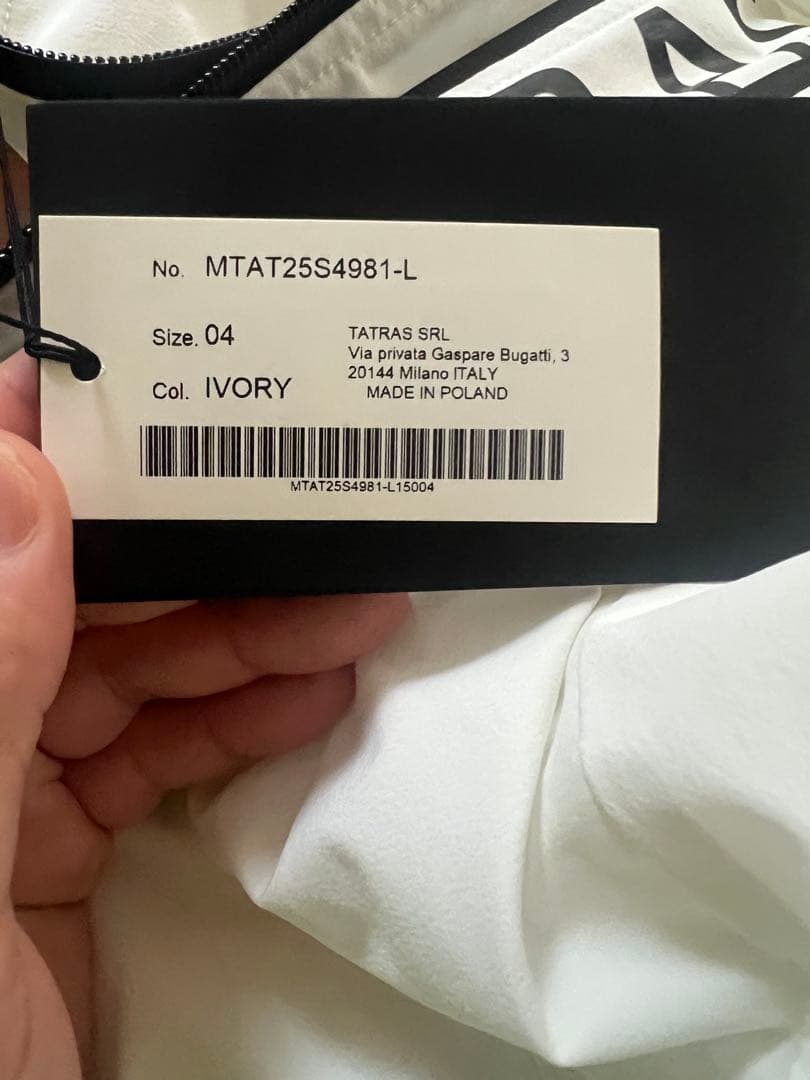 No. MTAT25S4981-L
Size. 04
Col. IVORY
TATRAS SRL
Via privata Gaspare Bugatti, 3
20144 Milano ITALY
MADE IN POLAND
MTAT25S4981-L15004